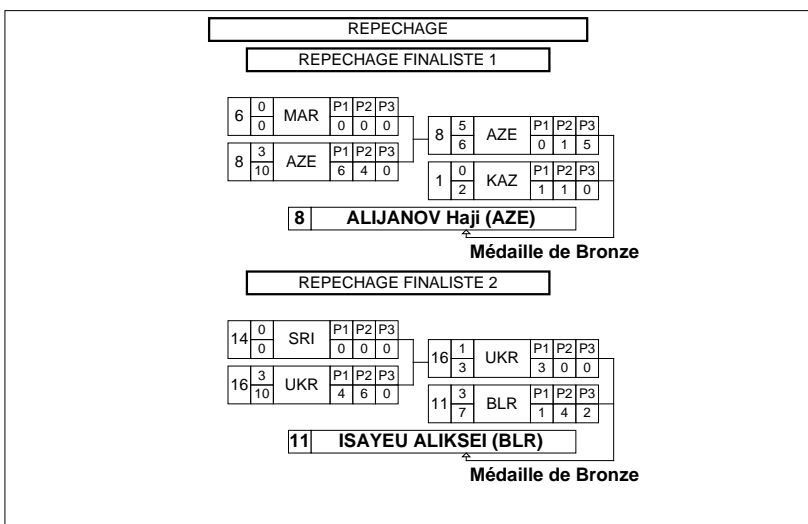 REPECHAGE
REPECHAGE FINALISTE 1
6 0 0 MAR P1 P2 P3 0 0 0
8 3 10 AZE P1 P2 P3 6 4 0
8 5 6 AZE P1 P2 P3 0 1 5
1 0 2 KAZ P1 P2 P3 1 1 0
8 ALIJANOV Haji (AZE)
Médaille de Bronze
REPECHAGE FINALISTE 2
14 0 0 SRI P1 P2 P3 0 0 0
16 3 10 UKR P1 P2 P3 4 6 0
16 1 3 UKR P1 P2 P3 3 0 0
11 3 7 BLR P1 P2 P3 1 4 2
11 ISAYEU ALIKSEI (BLR)
Médaille de Bronze